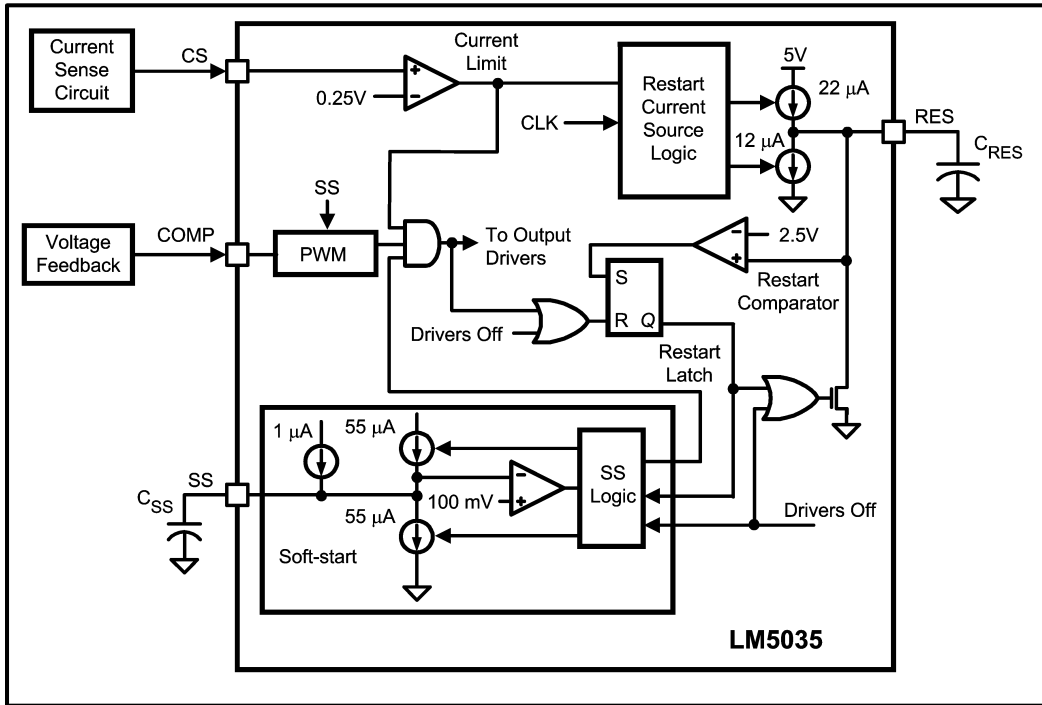 Current
Sense
Circuit
CS
0.25V
+
−
Current
Limit
CLK
Restart
Current
Source
Logic
5V
22 μA
12 μA
RES
C_RES
Voltage
Feedback
COMP
SS
PWM
To Output
Drivers
Drivers Off
S
R Q
Restart
Latch
−
+
2.5V
Restart
Comparator
1 μA
55 μA
55 μA
100 mV
−
+
SS
Logic
Soft-start
SS
C_SS
Drivers Off
LM5035